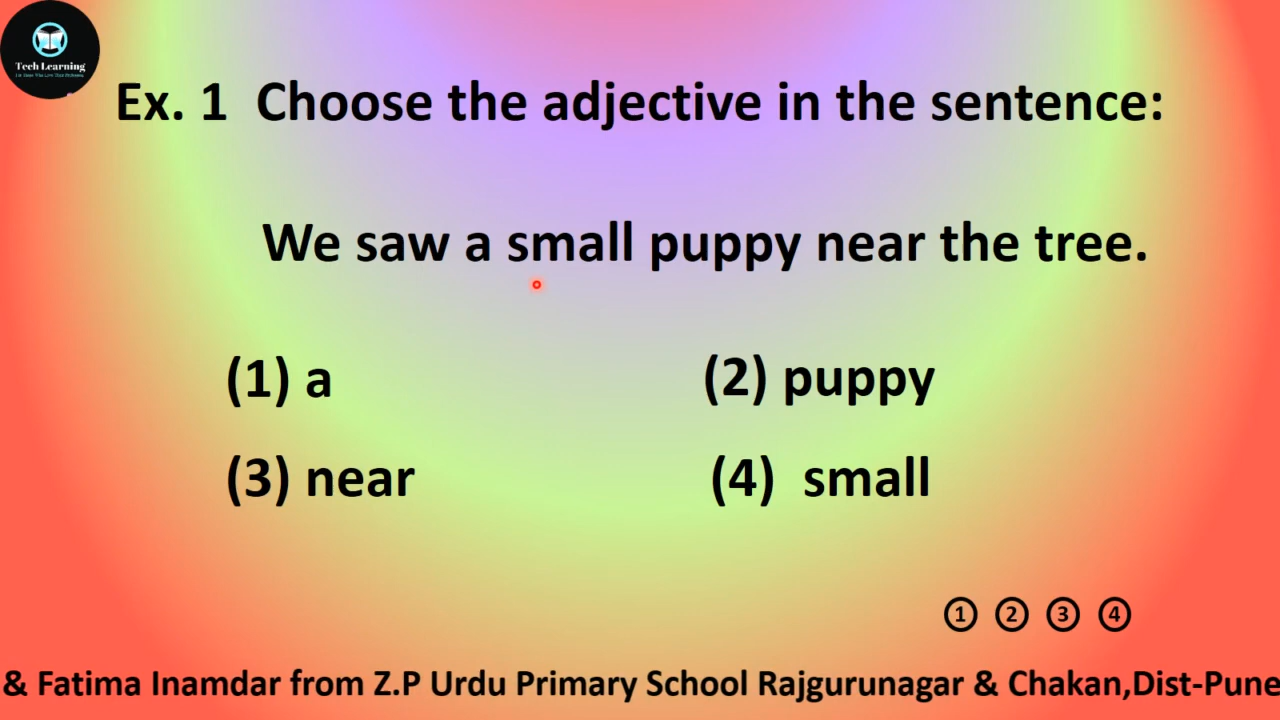 Tech Learning
Ex. 1 Choose the adjective in the sentence:
We saw a small puppy near the tree.
(1) a (2) puppy
(3) near (4) small
1 2 3 4
& Fatima Inamdar from Z.P Urdu Primary School Rajgurunagar & Chakan,Dist-Pune